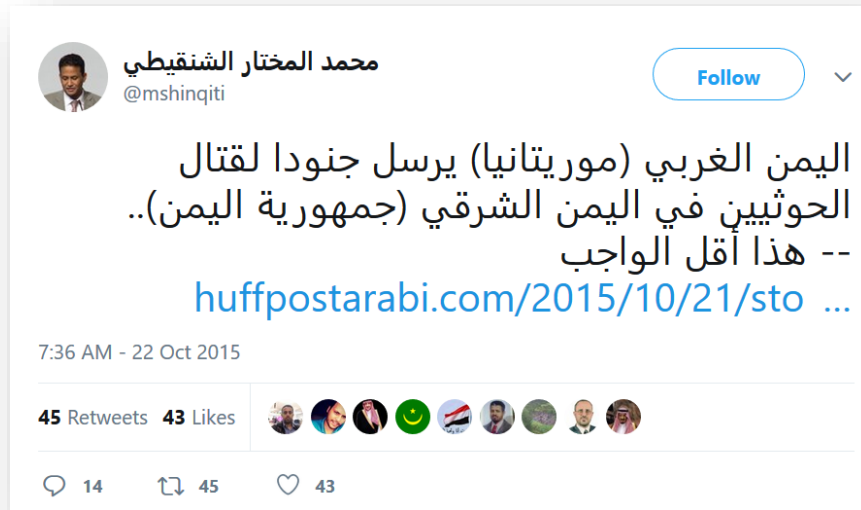 محمد المختار الشنقيطي
@mshinqiti
Follow
اليمن الغربي (موريتانيا) يرسل جنودا لقتال
الحوثيين في اليمن الشرقي (جمهورية اليمن)..
-- هذا أقل الواجب
huffpostarabi.com/2015/10/21/sto …
7:36 AM - 22 Oct 2015
45 Retweets 43 Likes
14 45 43